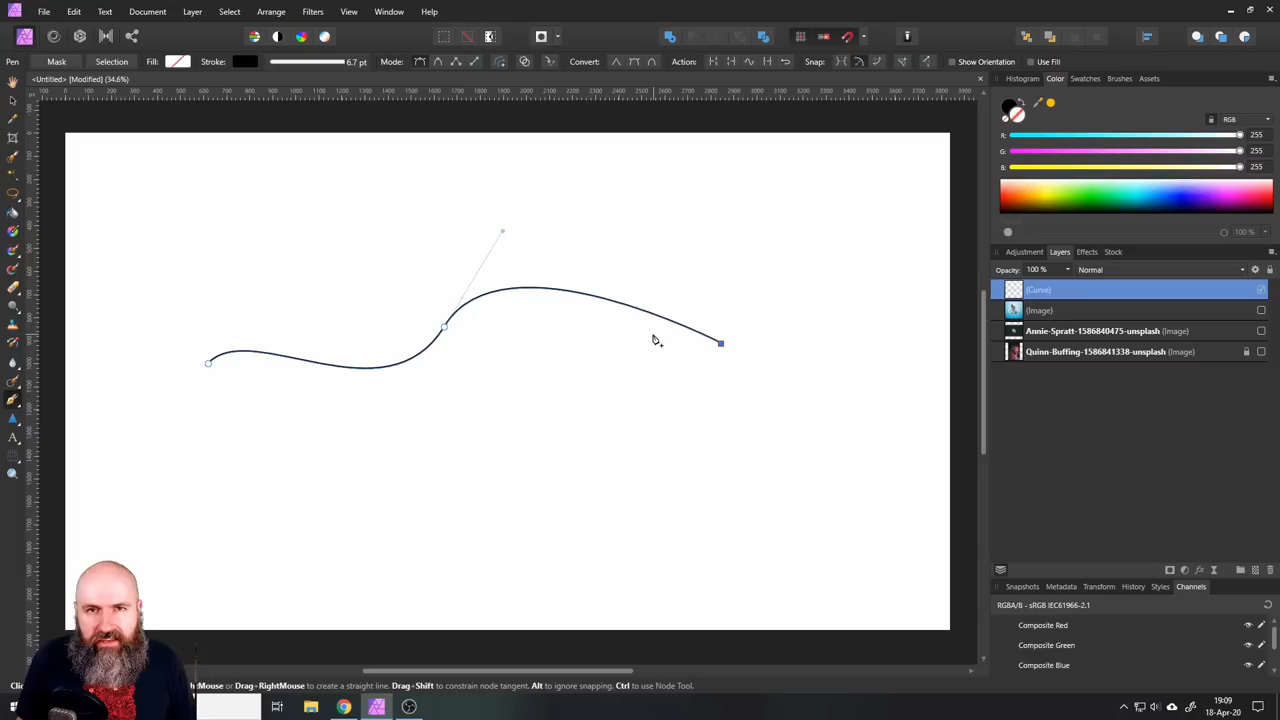 File Edit Text Document Layer Select Arrange Filters View Window Help
Pen Mask Selection Fill: Stroke: 6.7 pt Mode: Convert: Action: Snap: Show Orientation Use Fill
<Untitled> [Modified] (34.6%)
Histogram Color Swatches Brushes Assets
RGB
R: 255
G: 255
B: 255
100 %
Adjustment Layers Effects Stock
Opacity: 100 % Normal
(Curve)
(Image)
Annie-Spratt-1586840475-unsplash (Image)
Quinn-Buffing-1586841338-unsplash (Image)
Snapshots Metadata Transform History Styles Channels
RGBA/8 - sRGB IEC61966-2.1
Composite Red
Composite Green
Composite Blue
RightMouse or Drag+RightMouse to create a straight line. Drag+Shift to constrain node tangent. Alt to ignore snapping. Ctrl to use Node Tool.
19:09
18-Apr-20